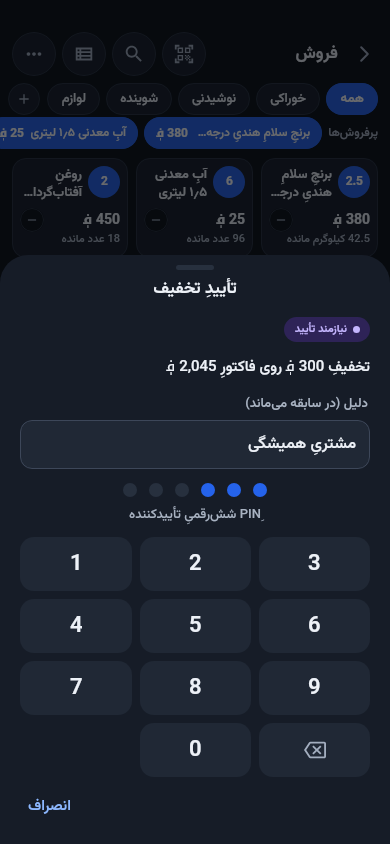 فروش
همه
خوراکی
نوشیدنی
شوینده
لوازم
پرفروش‌ها
برنجِ سلامِ هندیِ درجه… 380 ؋
آبِ معدنی ۱٫۵ لیتری 25
برنجِ سلامِ هندیِ درجـ…
2.5
380 ؋
42.5 کیلوگرم مانده
آب معدنی ۱٫۵ لیتری
6
25 ؋
96 عدد مانده
روغنِ آفتاب‌گردا…
2
450 ؋
18 عدد مانده
تأییدِ تخفیف
نیازمند تأیید
تخفیفِ 300 ؋ روی فاکتورِ 2,045 ؋
دلیل (در سابقه می‌ماند)
مشتریِ همیشگی
PINِ شش‌رقمیِ تأییدکننده
1 2 3
4 5 6
7 8 9
0
انصراف